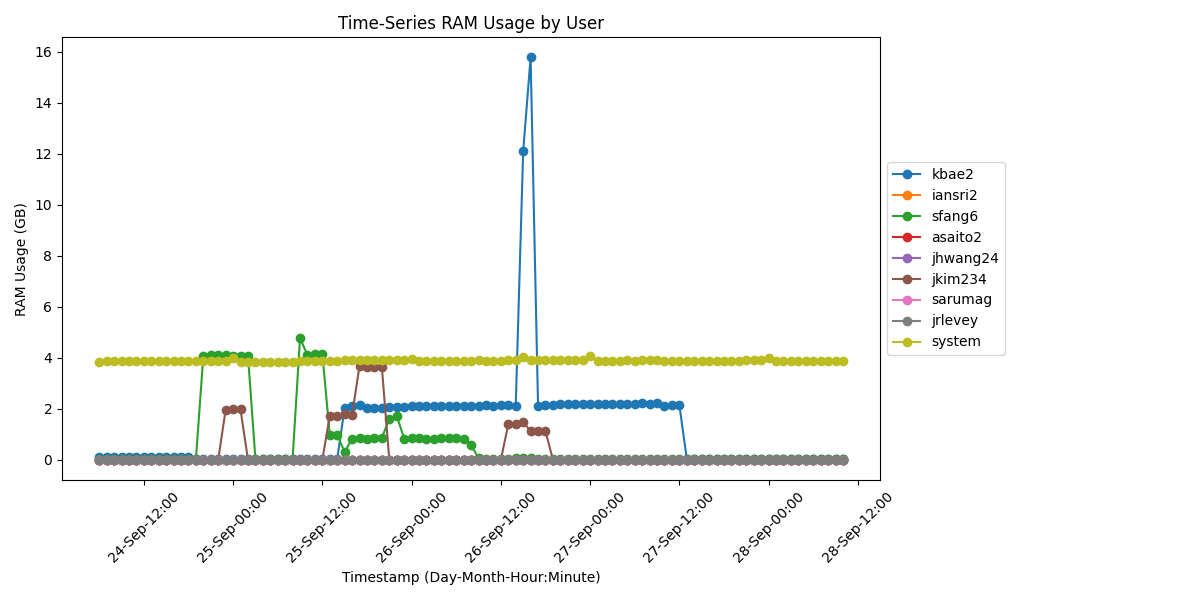 Time-Series RAM Usage by User
RAM Usage (GB)
16
14
12
10
8
6
4
2
0
24-Sep-12:00
25-Sep-00:00
25-Sep-12:00
26-Sep-00:00
26-Sep-12:00
27-Sep-00:00
27-Sep-12:00
28-Sep-00:00
28-Sep-12:00
Timestamp (Day-Month-Hour:Minute)
kbae2
iansri2
sfang6
asaito2
jhwang24
jkim234
sarumag
jrlevey
system